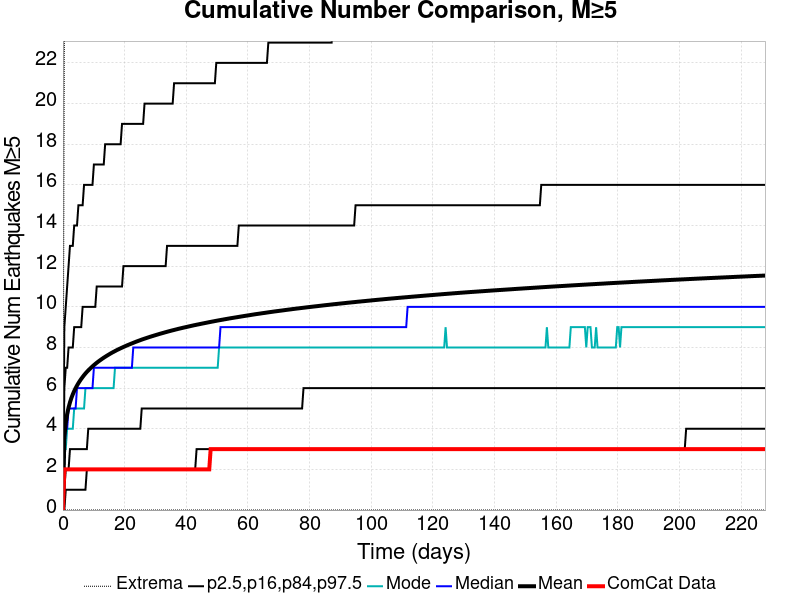 Cumulative Number Comparison, M≥5
Cumulative Num Earthquakes M≥5
22
20
18
16
14
12
10
8
6
4
2
0
0 20 40 60 80 100 120 140 160 180 200 220
Time (days)
Extrema p2.5,p16,p84,p97.5 Mode Median Mean ComCat Data